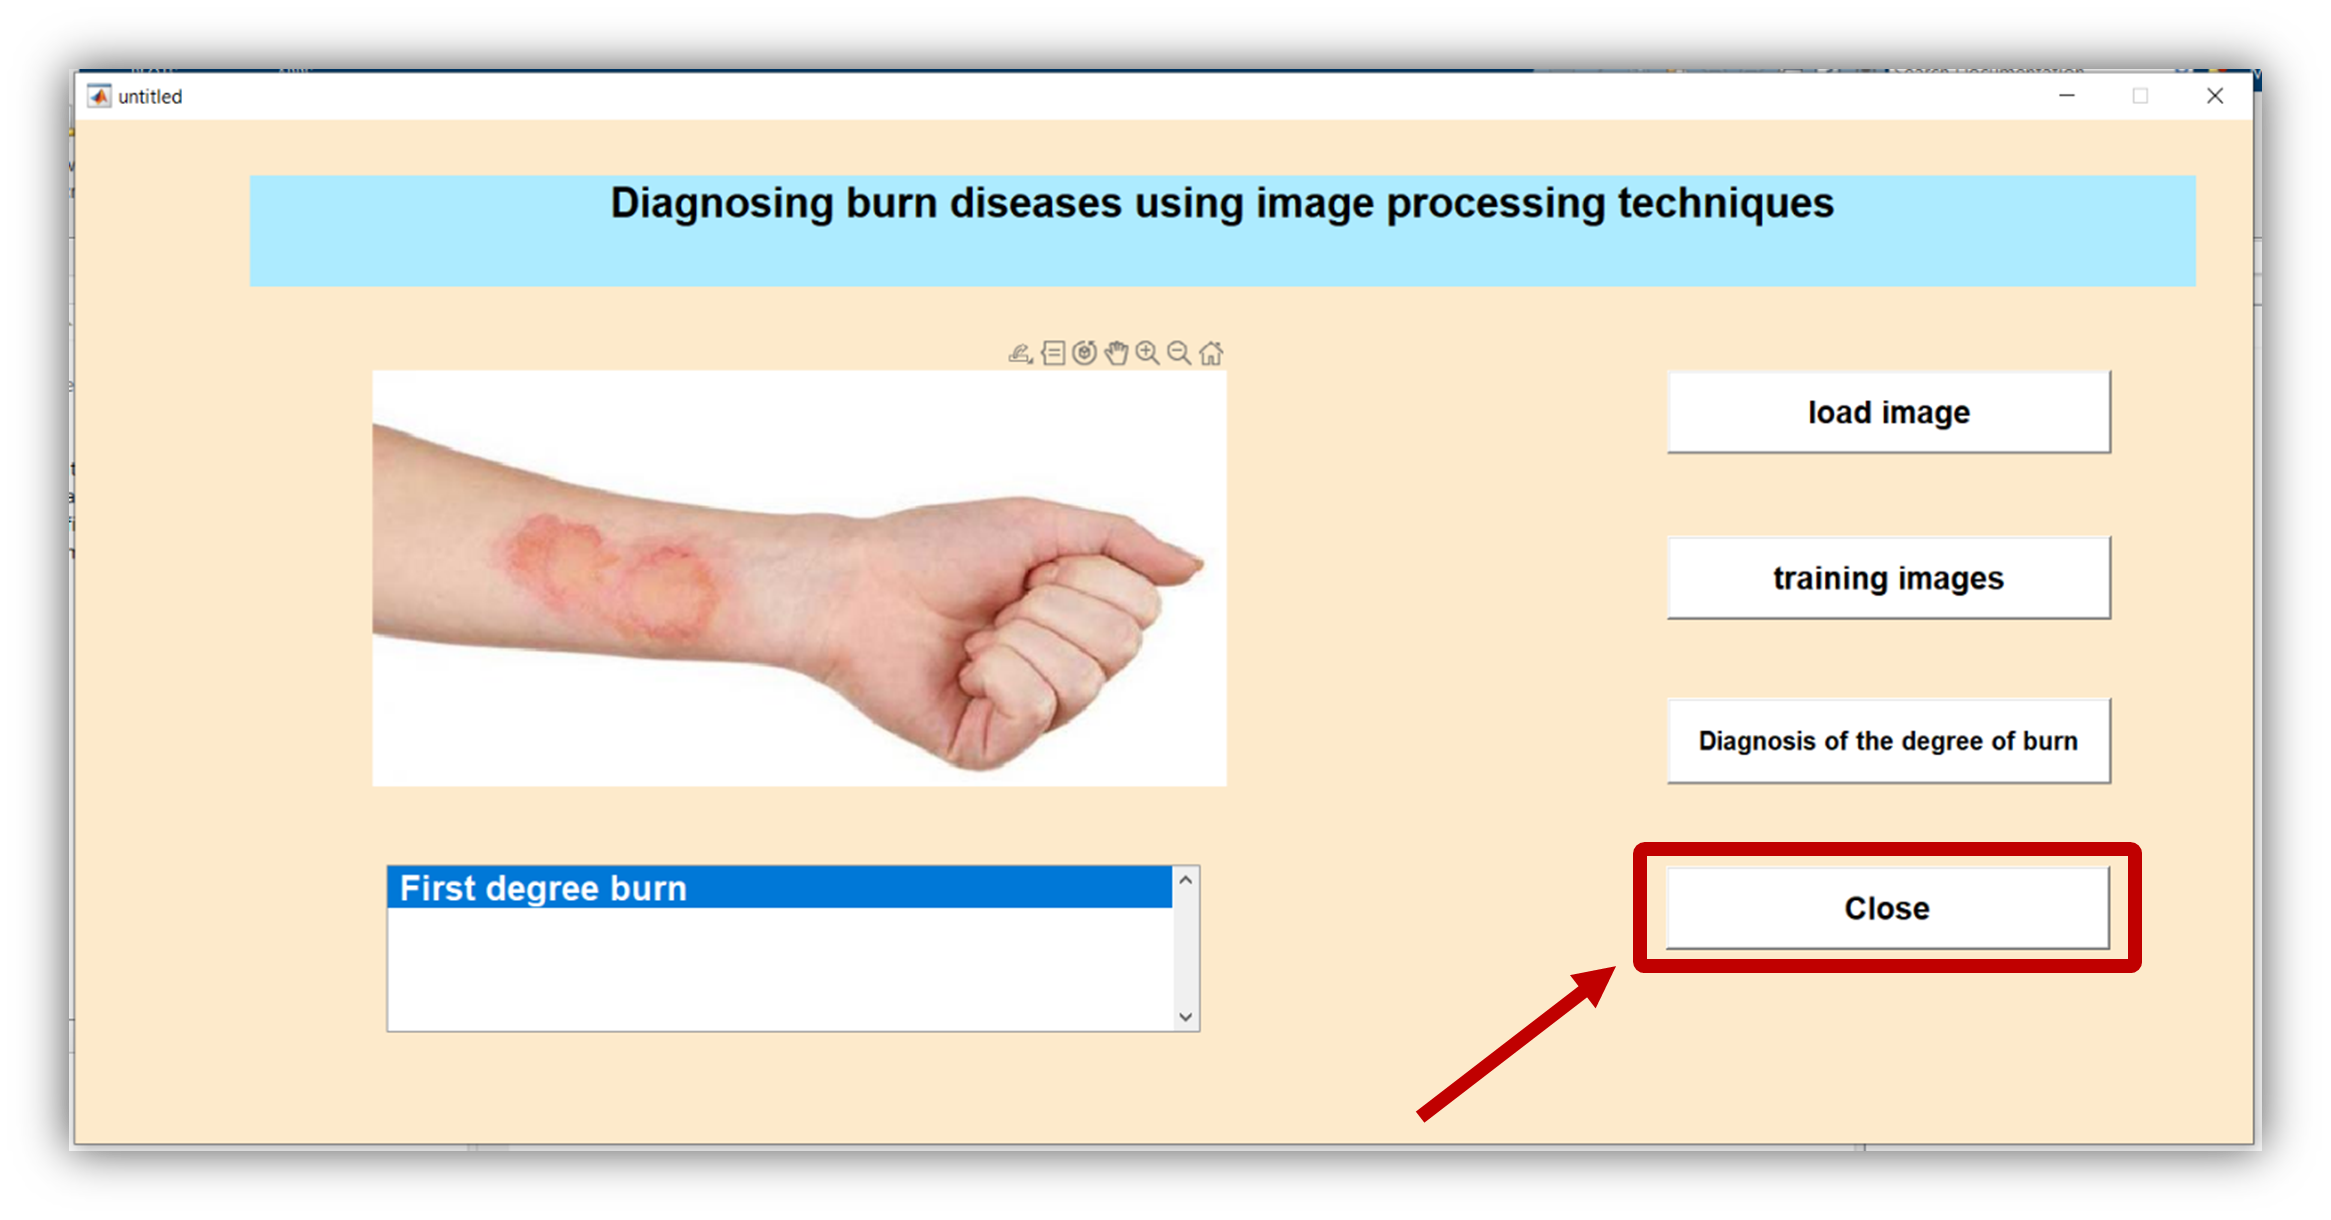 untitled
Diagnosing burn diseases using image processing techniques
load image
training images
Diagnosis of the degree of burn
First degree burn
Close